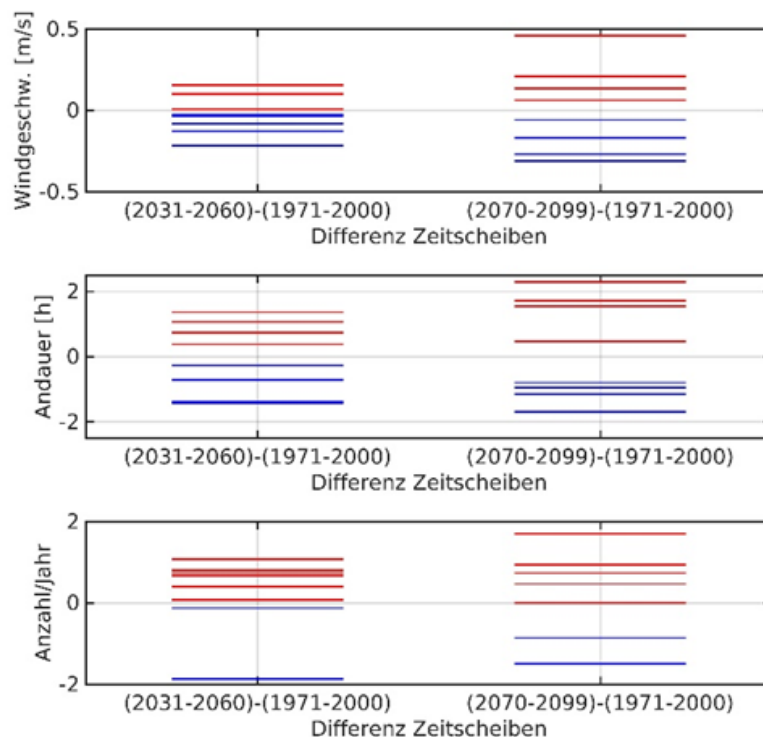 Windgeschw. [m/s]
0.5
0
-0.5
(2031-2060)-(1971-2000) (2070-2099)-(1971-2000)
Differenz Zeitscheiben
Andauer [h]
2
0
-2
(2031-2060)-(1971-2000) (2070-2099)-(1971-2000)
Differenz Zeitscheiben
Anzahl/Jahr
2
0
-2
(2031-2060)-(1971-2000) (2070-2099)-(1971-2000)
Differenz Zeitscheiben